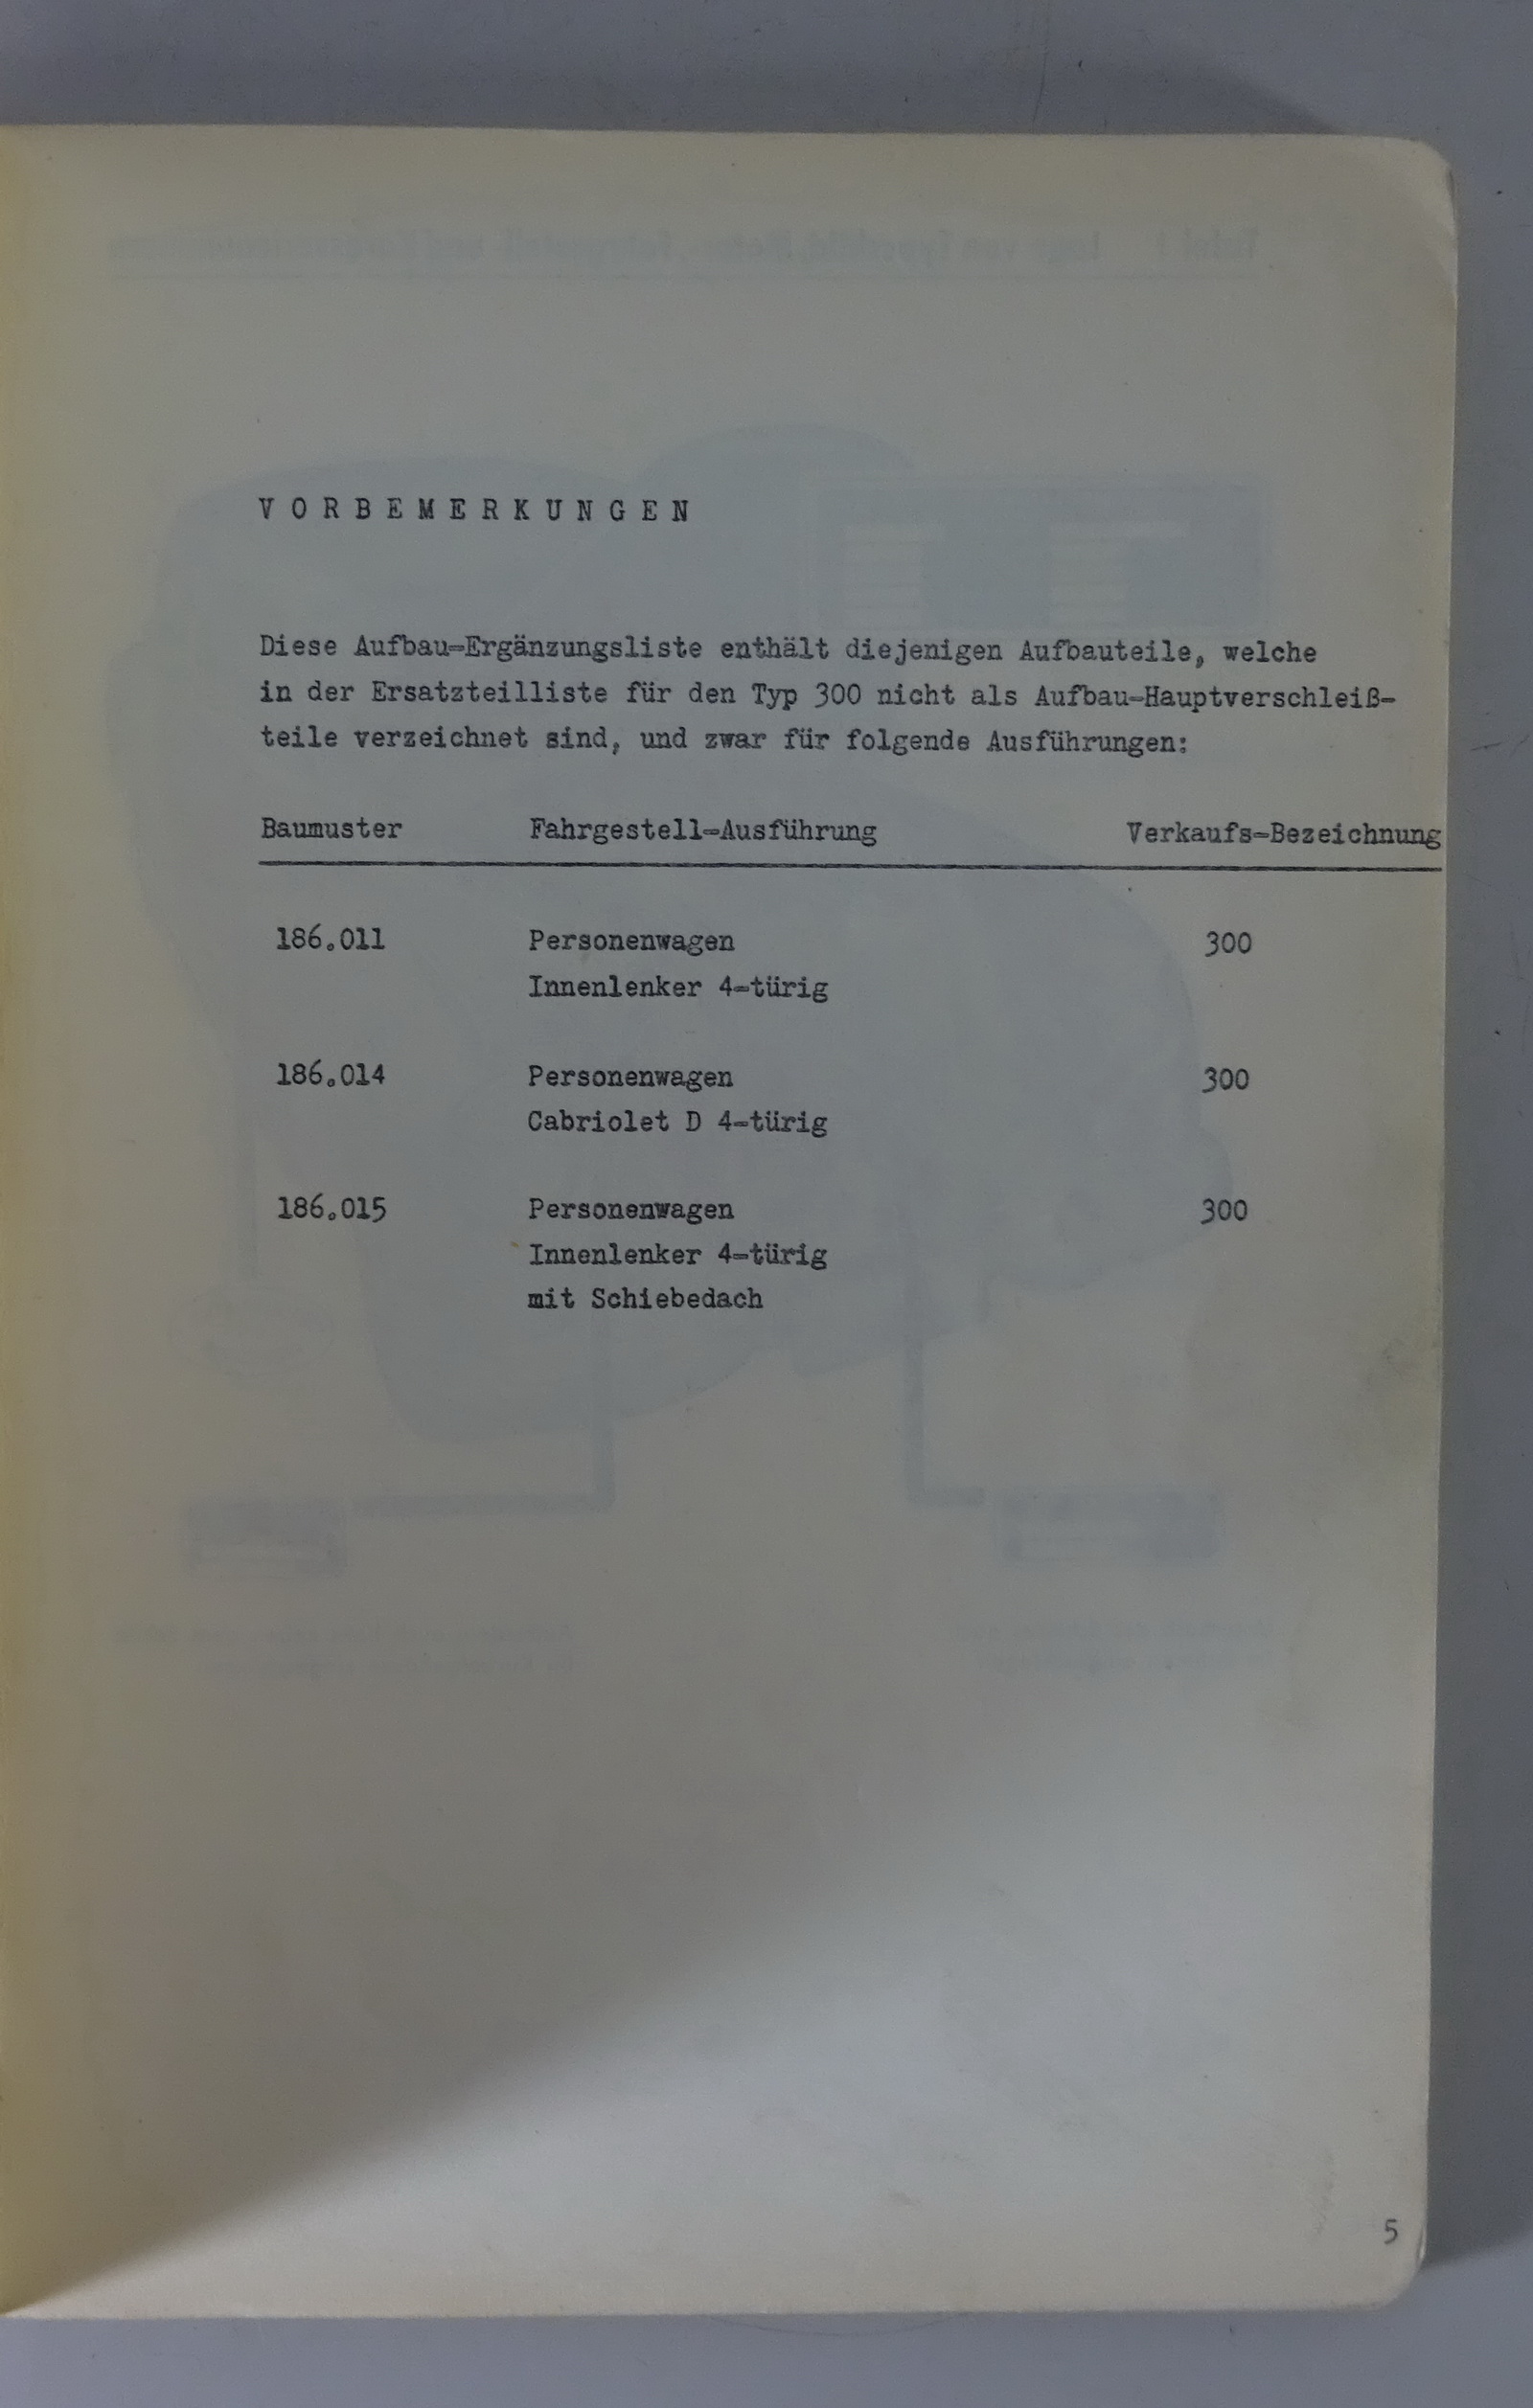 VORBEMERKUNGEN
Diese Aufbau-Ergänzungsliste enthält diejenigen Aufbauteile, welche
in der Ersatzteilliste für den Typ 300 nicht als Aufbau-Hauptverschleiß-
teile verzeichnet sind, und zwar für folgende Ausführungen:
Baumuster Fahrgestell-Ausführung Verkaufs-Bezeichnung
186.011 Personenwagen 300
Innenlenker 4-türig
186.014 Personenwagen 300
Cabriolet D 4-türig
186.015 Personenwagen 300
Innenlenker 4-türig
mit Schiebedach
5